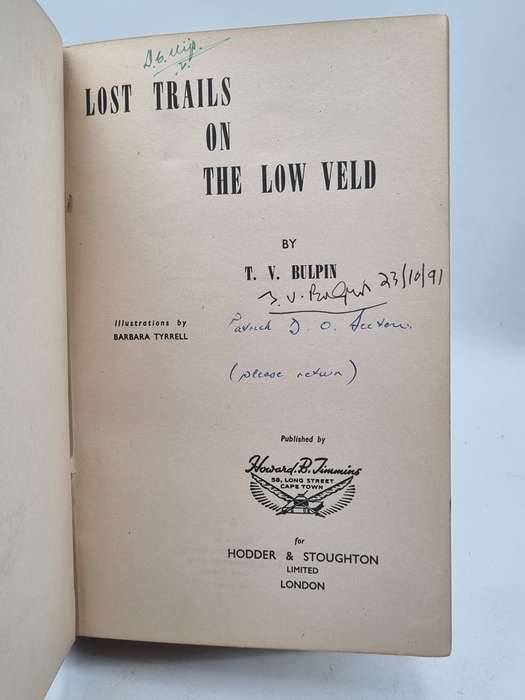 LOST TRAILS
ON
THE LOW VELD
BY
T. V. BULPIN
T. V. Bulpin 23/10/91
Illustrations by
BARBARA TYRRELL
Patrick D. O.
(please return)
Published by
Howard. B. Timmins
58, LONG STREET
CAPE TOWN
for
HODDER & STOUGHTON
LIMITED
LONDON